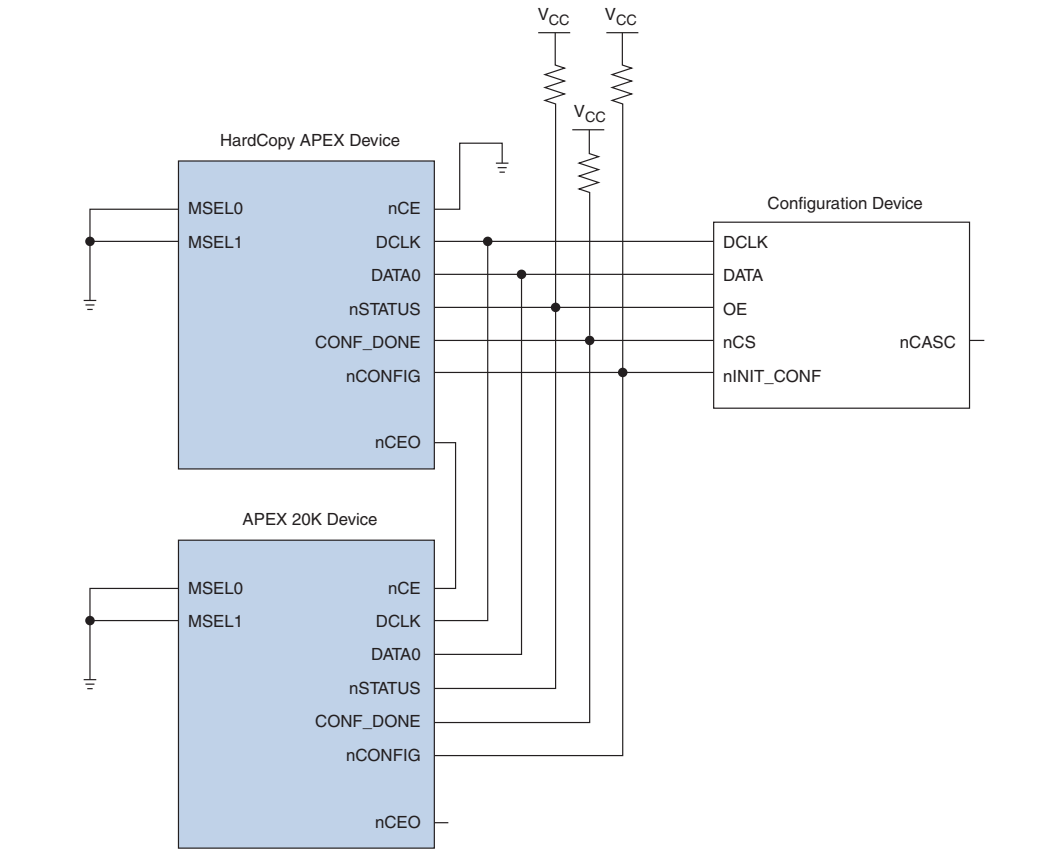 VCC VCC
VCC
HardCopy APEX Device
MSEL0 nCE
MSEL1 DCLK
DATA0
nSTATUS
CONF_DONE
nCONFIG
nCEO
Configuration Device
DCLK
DATA
OE
nCS nCASC
nINIT_CONF
APEX 20K Device
MSEL0 nCE
MSEL1 DCLK
DATA0
nSTATUS
CONF_DONE
nCONFIG
nCEO